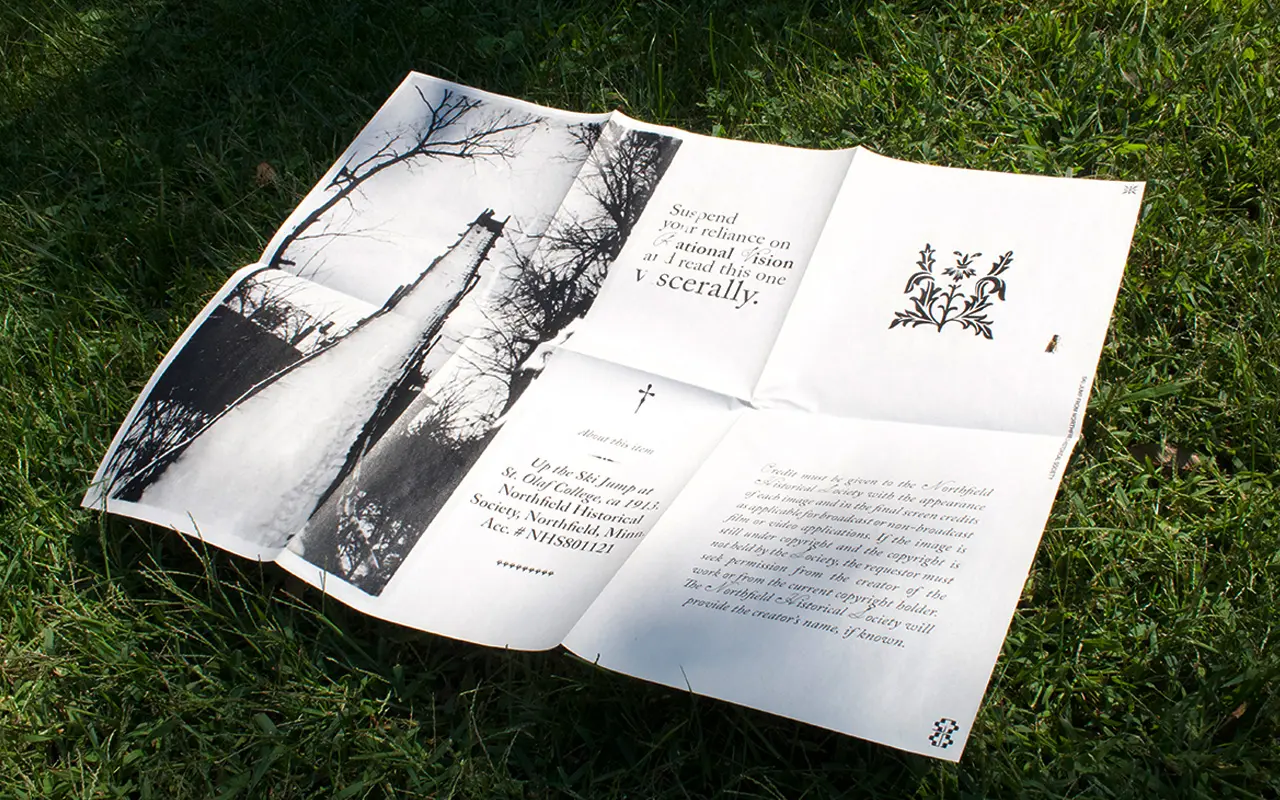 Suspend
your reliance on
Rational Vision
and read this one
Viscerally.
About this item
Up the Ski Jump at
St. Olaf College, ca 1913.
Northfield Historical
Society, Northfield, Minn.
Acc. # NHS801121
Credit must be given to the Northfield
Historical Society with the appearance
of each image and in the final screen credits
as applicable for broadcast or non-broadcast
film or video applications. If the image is
still under copyright and the copyright is
not held by the Society, the requestor must
seek permission from the creator of the
work or from the current copyright holder.
The Northfield Historical Society will
provide the creator's name, if known.